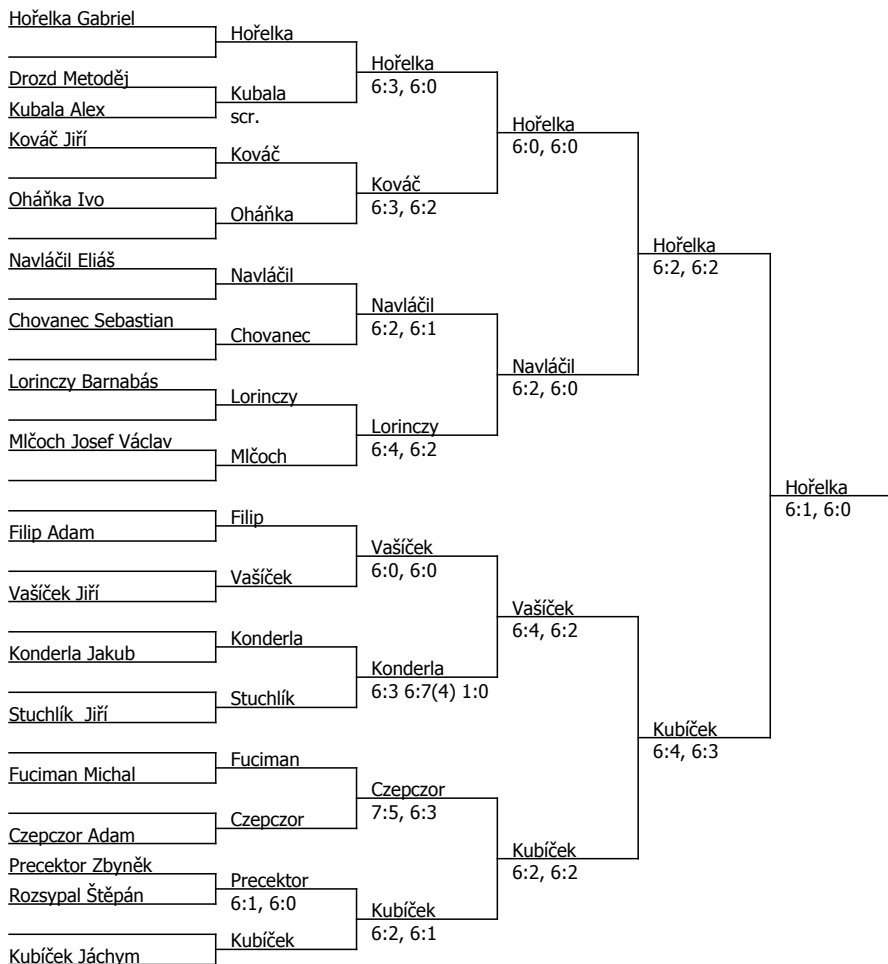 Hořelka Gabriel
Drozd Metoděj
Kubala Alex
Kováč Jiří
Oháňka Ivo
Navláčil Eliáš
Chovanec Sebastian
Lorinczy Barnabás
Mlčoch Josef Václav
Filip Adam
Vašíček Jiří
Konderla Jakub
Stuchlík  Jiří
Fuciman Michal
Czepczor Adam
Precektor Zbyněk
Rozsypal Štěpán
Kubíček Jáchym
Hořelka
Kubala
scr.
Kováč
Oháňka
Navláčil
Chovanec
Lorinczy
Mlčoch
Filip
Vašíček
Konderla
Stuchlík
Fuciman
Czepczor
Precektor
6:1, 6:0
Kubíček
Hořelka
6:3, 6:0
Kováč
6:3, 6:2
Navláčil
6:2, 6:1
Lorinczy
6:4, 6:2
Vašíček
6:0, 6:0
Konderla
6:3 6:7(4) 1:0
Czepczor
7:5, 6:3
Kubíček
6:2, 6:1
Hořelka
6:0, 6:0
Navláčil
6:2, 6:0
Vašíček
6:4, 6:2
Kubíček
6:2, 6:2
Hořelka
6:2, 6:2
Kubíček
6:4, 6:3
Hořelka
6:1, 6:0